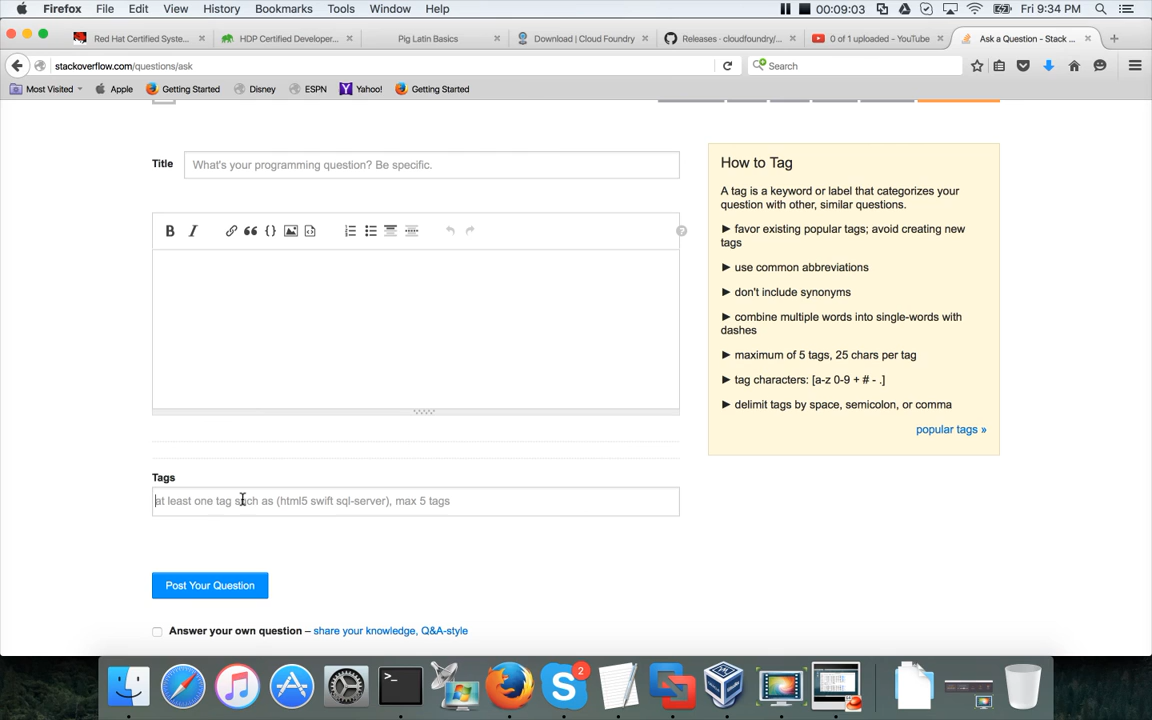 Firefox File Edit View History Bookmarks Tools Window Help 00:09:03 Fri 9:34 PM
Red Hat Certified Syste... HDP Certified Developer... Pig Latin Basics Download | Cloud Foundry Releases · cloudfoundry/... 0 of 1 uploaded - YouTube Ask a Question - Stack ...
stackoverflow.com/questions/ask Search
Most Visited Apple Getting Started Disney ESPN Yahoo! Getting Started
Title What's your programming question? Be specific.
How to Tag
A tag is a keyword or label that categorizes your
question with other, similar questions.
► favor existing popular tags; avoid creating new
tags
► use common abbreviations
► don't include synonyms
► combine multiple words into single-words with
dashes
► maximum of 5 tags, 25 chars per tag
► tag characters: [a-z 0-9 + # - .]
► delimit tags by space, semicolon, or comma
popular tags »
Tags
at least one tag such as (html5 swift sql-server), max 5 tags
Post Your Question
Answer your own question – share your knowledge, Q&A-style
2